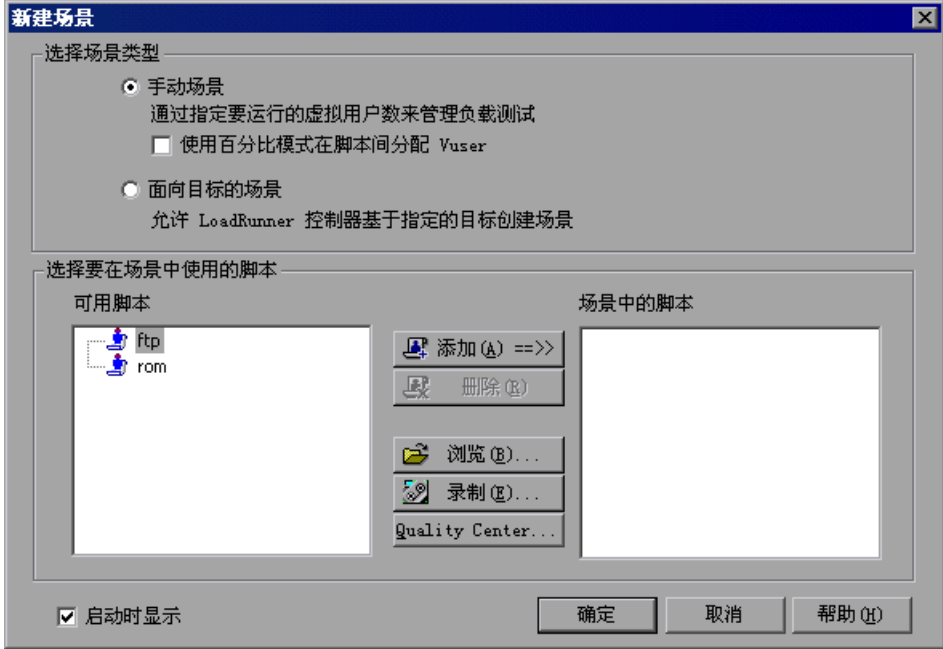 新建场景
选择场景类型
手动场景
通过指定要运行的虚拟用户数来管理负载测试
使用百分比模式在脚本间分配 Vuser
面向目标的场景
允许 LoadRunner 控制器基于指定的目标创建场景
选择要在场景中使用的脚本
可用脚本
场景中的脚本
ftp
rom
添加(A) ==>>
删除(R)
浏览(B)...
录制(E)...
Quality Center...
启动时显示
确定
取消
帮助(H)